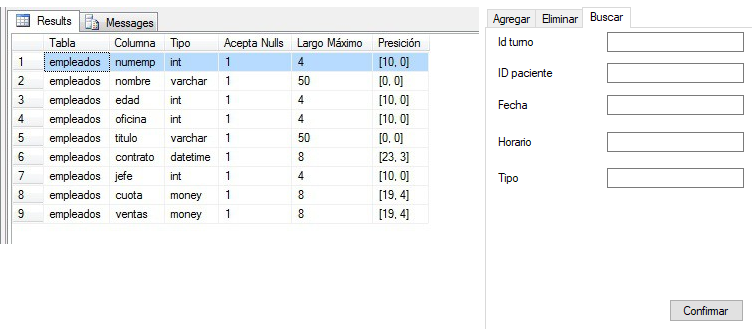 Results Messages
Tabla Columna Tipo Acepta Nulls Largo Máximo Presición
1 empleados numemp int 1 4 [10, 0]
2 empleados nombre varchar 1 50 [0, 0]
3 empleados edad int 1 4 [10, 0]
4 empleados oficina int 1 4 [10, 0]
5 empleados titulo varchar 1 50 [0, 0]
6 empleados contrato datetime 1 8 [23, 3]
7 empleados jefe int 1 4 [10, 0]
8 empleados cuota money 1 8 [19, 4]
9 empleados ventas money 1 8 [19, 4]
Agregar Eliminar Buscar
Id turno
ID paciente
Fecha
Horario
Tipo
Confirmar